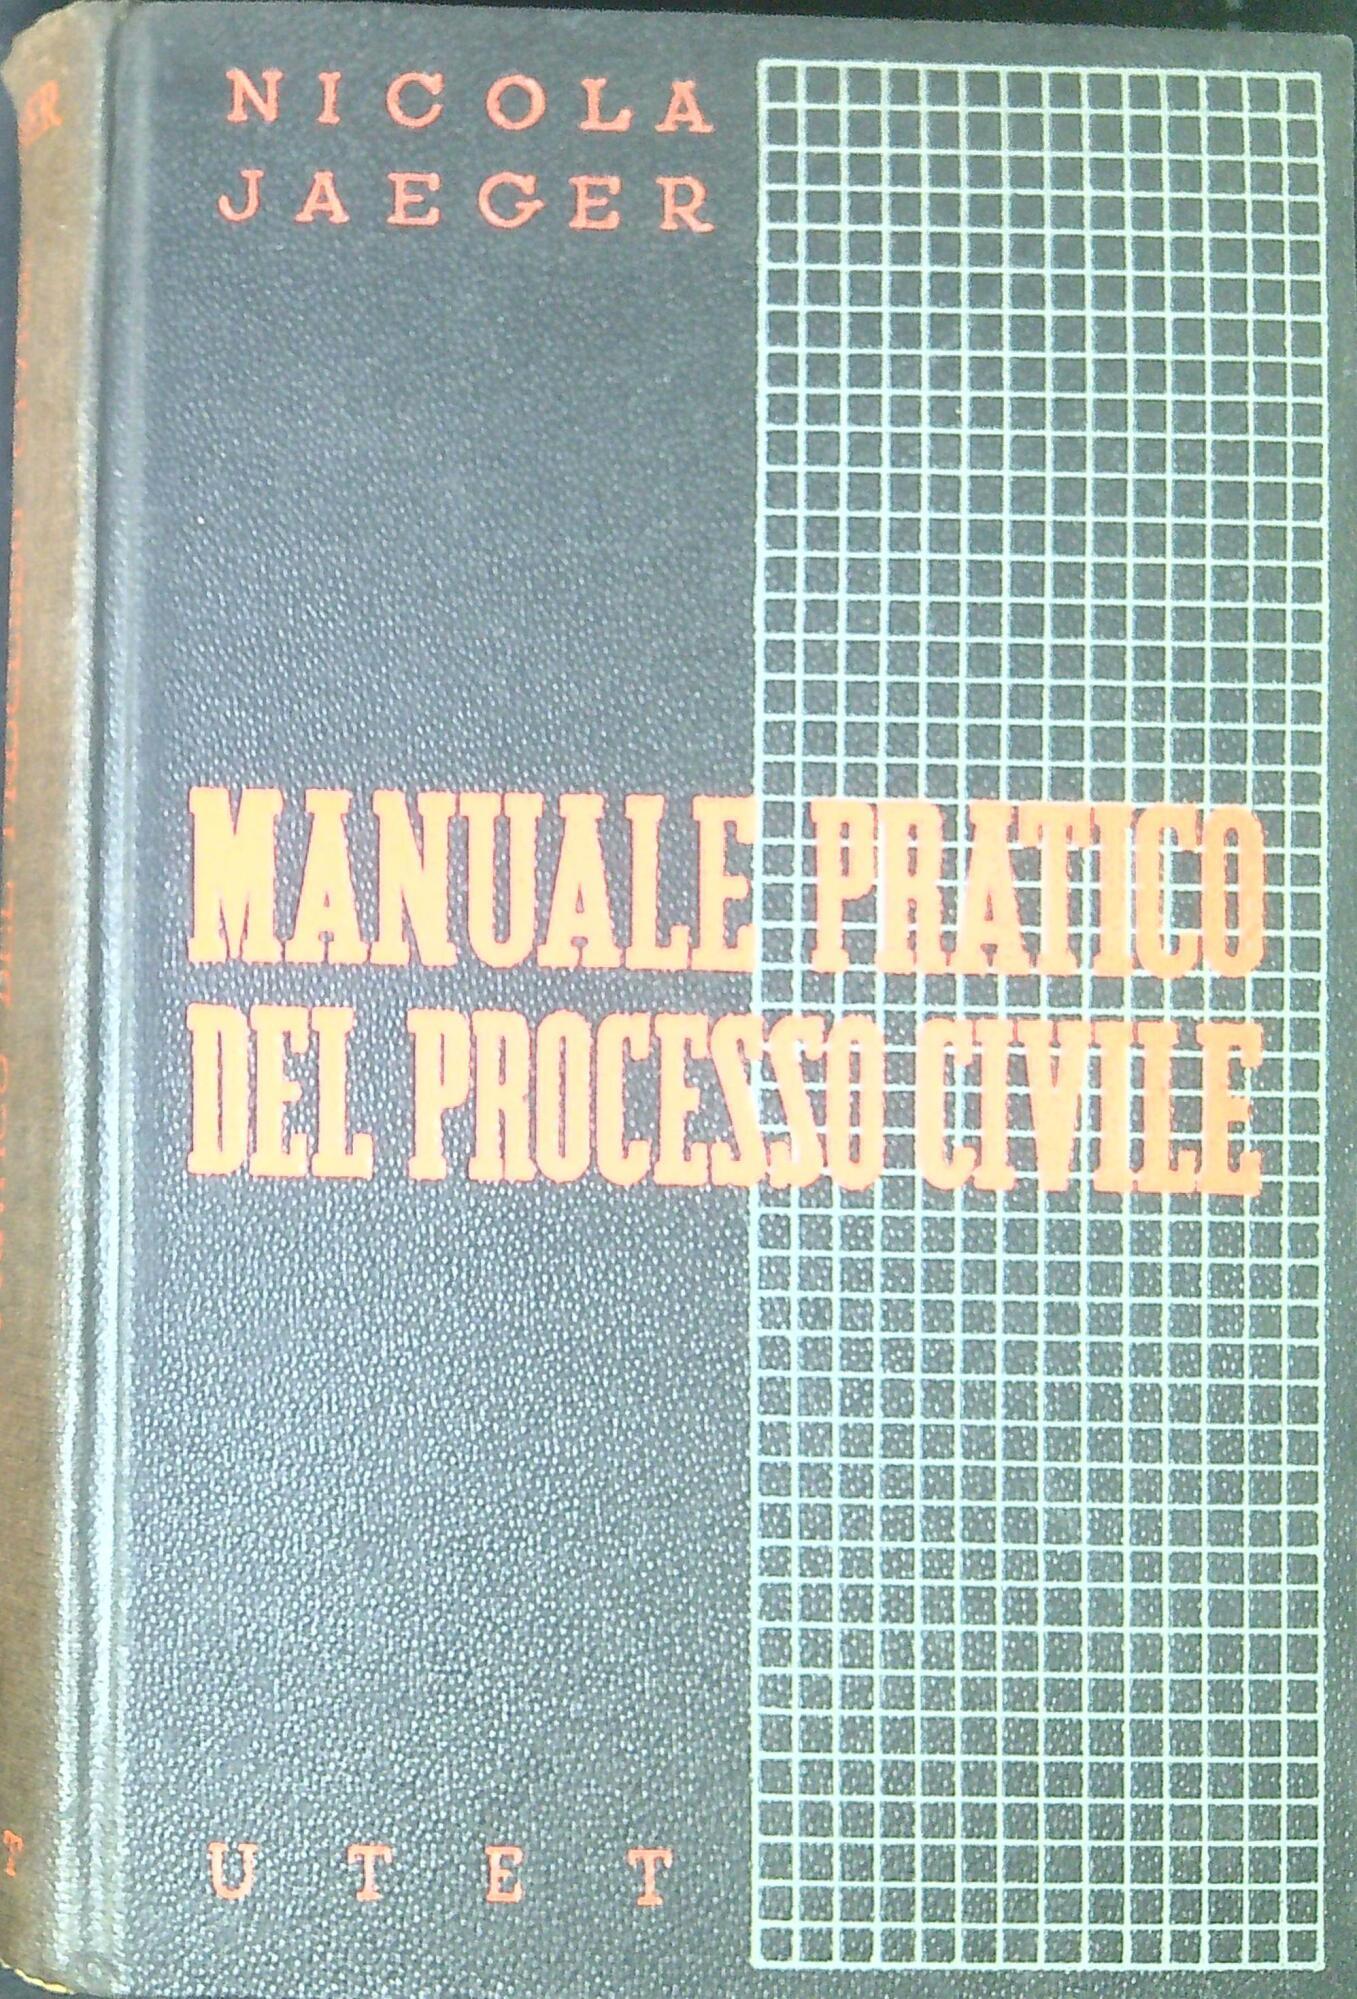 NICOLA
JAEGER
MANUALE PRATICO
DEL PROCESSO CIVILE
UTET